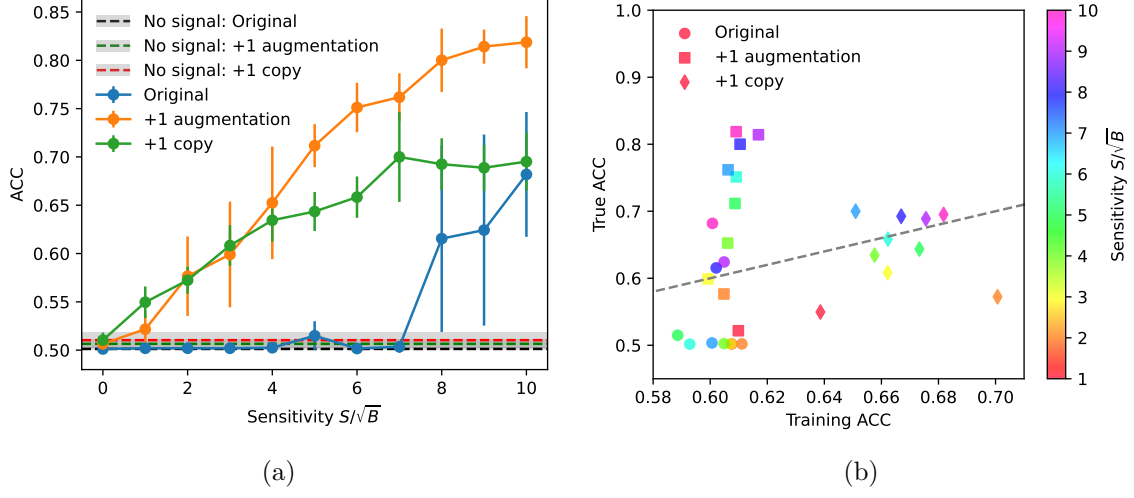 0.85
0.80
0.75
0.70
0.65
0.60
0.55
0.50
ACC
No signal: Original
No signal: +1 augmentation
No signal: +1 copy
Original
+1 augmentation
+1 copy
0 2 4 6 8 10
Sensitivity S/√B
(a)
1.0
0.9
0.8
0.7
0.6
0.5
True ACC
Original
+1 augmentation
+1 copy
0.58 0.60 0.62 0.64 0.66 0.68 0.70
Training ACC
10
9
8
7
6
5
4
3
2
1
Sensitivity S/√B
(b)